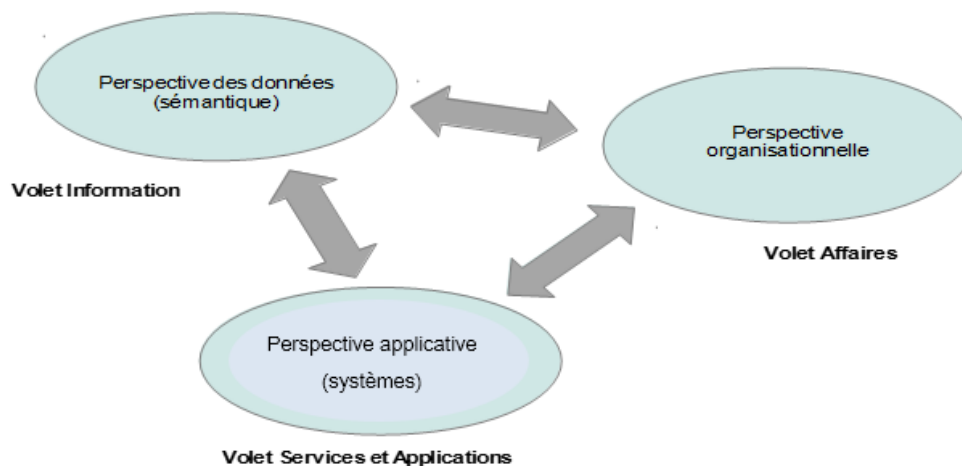 Perspective des données
(sémantique)
Perspective
organisationnelle
Volet Information
Volet Affaires
Perspective applicative
(systèmes)
Volet Services et Applications